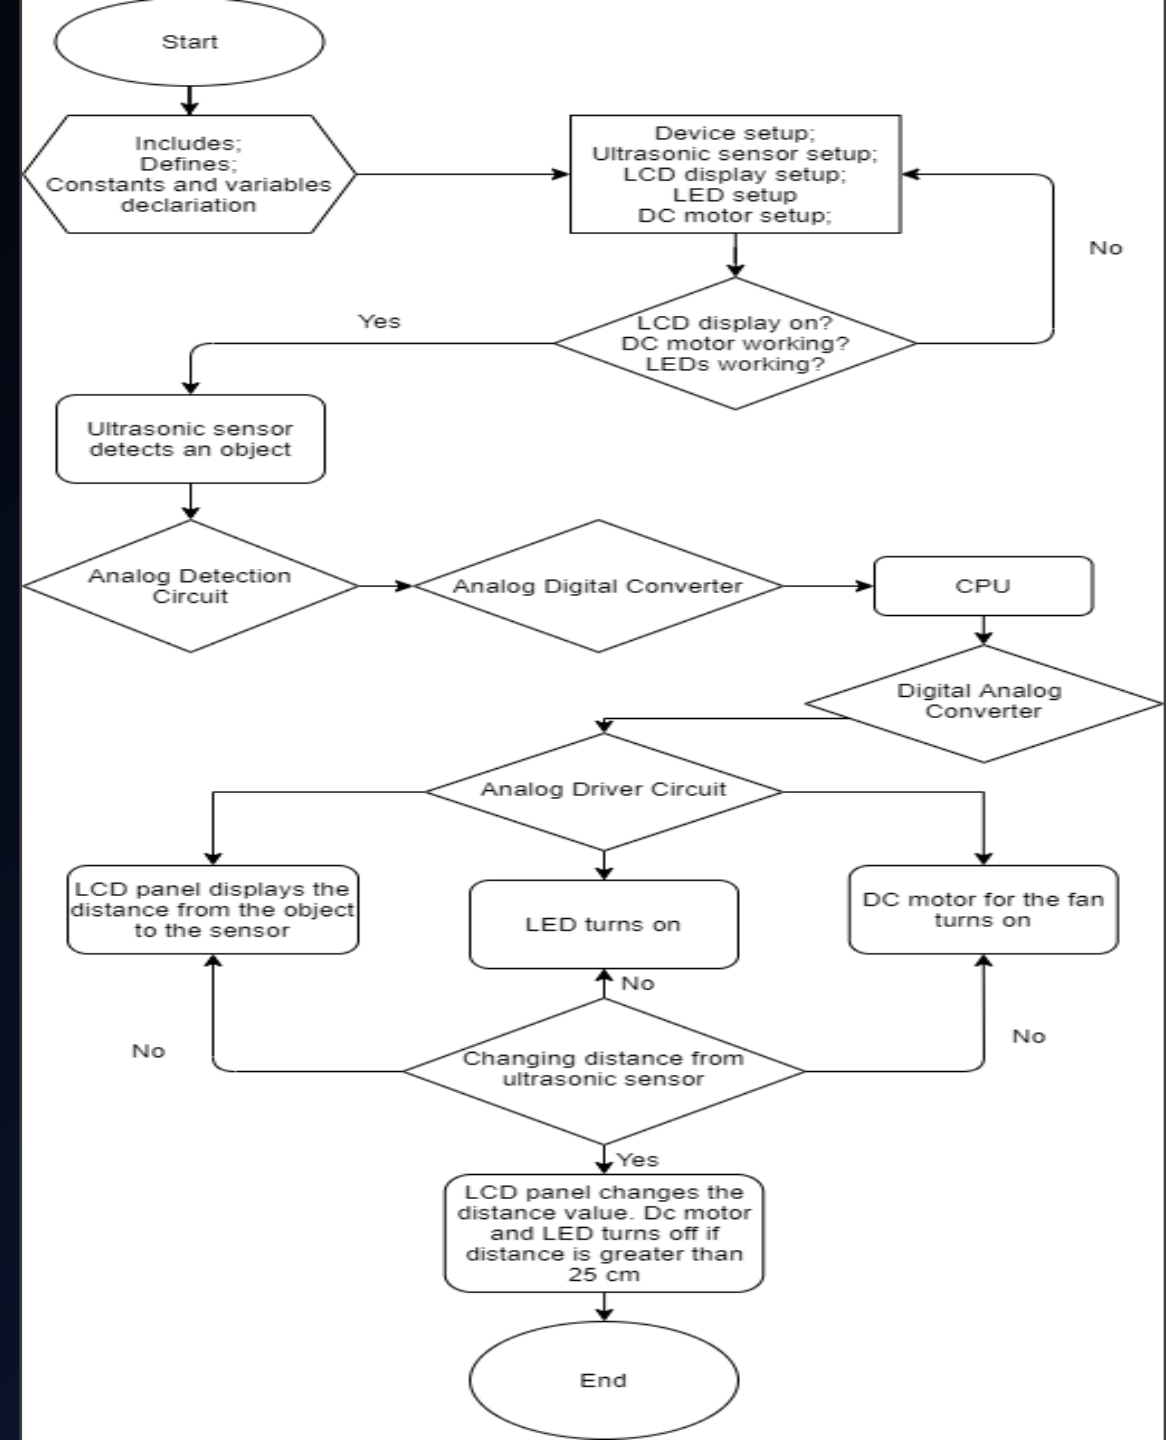 Start
Includes;
Defines;
Constants and variables
declariation
Device setup;
Ultrasonic sensor setup;
LCD display setup;
LED setup
DC motor setup;
No
LCD display on?
DC motor working?
LEDs working?
Yes
Ultrasonic sensor
detects an object
Analog Detection
Circuit
Analog Digital Converter
CPU
Digital Analog
Converter
Analog Driver Circuit
LCD panel displays the
distance from the object
to the sensor
LED turns on
DC motor for the fan
turns on
No
No
No
Changing distance from
ultrasonic sensor
Yes
LCD panel changes the
distance value. Dc motor
and LED turns off if
distance is greater than
25 cm
End